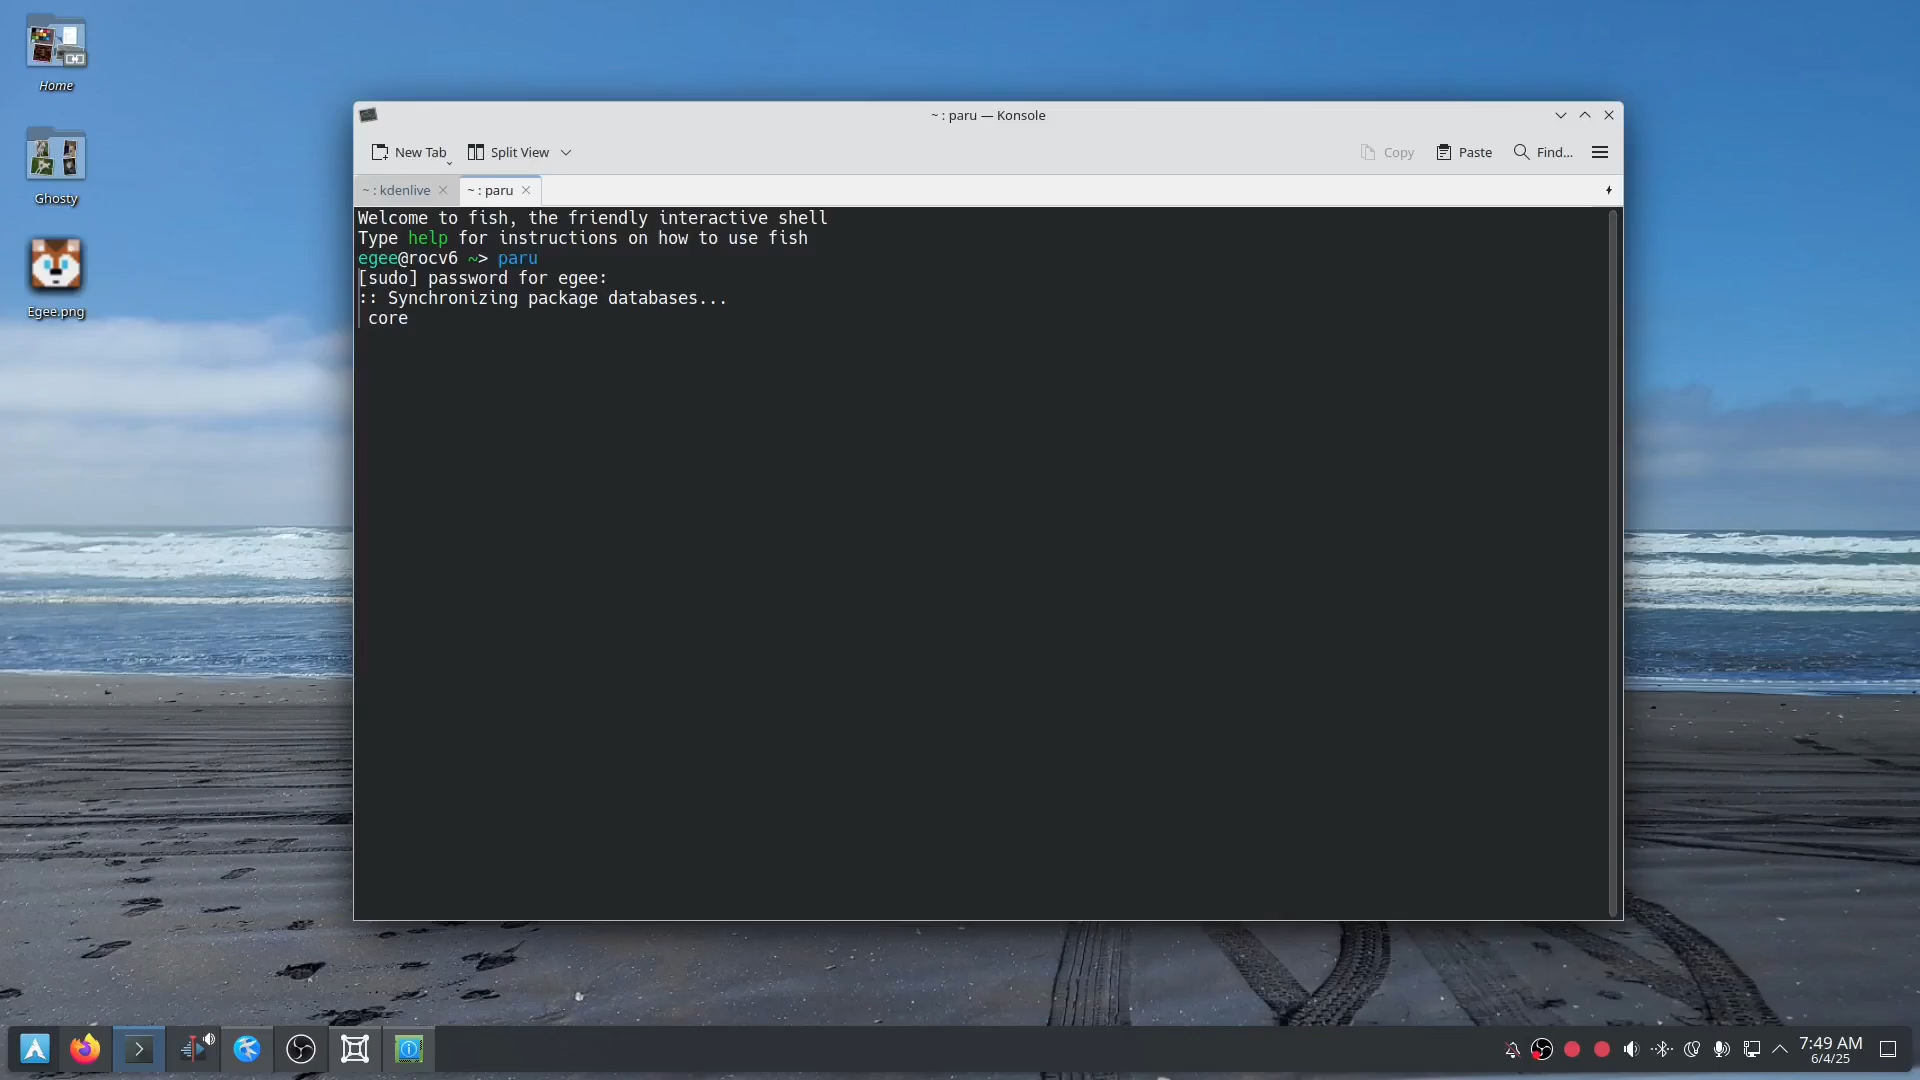 Home
Ghosty
Egee.png
~ : paru — Konsole
New Tab
Split View
Copy
Paste
Find...
~ : kdenlive
~ : paru
Welcome to fish, the friendly interactive shell
Type help for instructions on how to use fish
egee@rocv6 ~> paru
[sudo] password for egee:
:: Synchronizing package databases...
core
7:49 AM
6/4/25